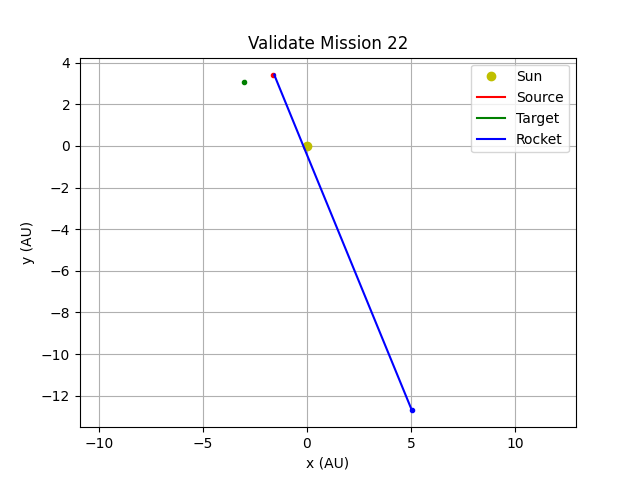 Validate Mission 22
Sun
Source
Target
Rocket
y (AU)
4
2
0
−2
−4
−6
−8
−10
−12
−10
−5
0
5
10
x (AU)